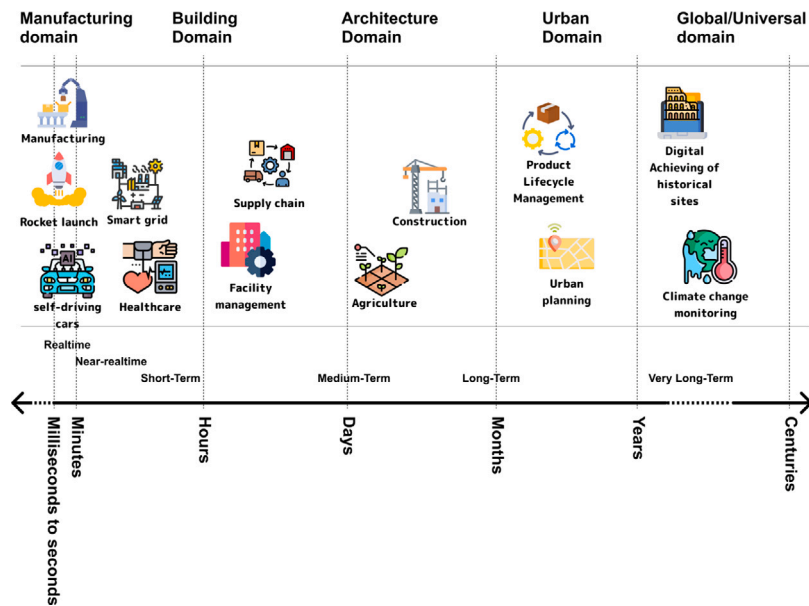 Manufacturing
domain
Building
Domain
Architecture
Domain
Urban
Domain
Global/Universal
domain
Manufacturing
Rocket launch
AI
self-driving
cars
Smart grid
Healthcare
Supply chain
Facility
management
Construction
Agriculture
Product
Lifecycle
Management
Urban
planning
Digital
Achieving of
historical
sites
Climate change
monitoring
Realtime
Near-realtime
Short-Term
Medium-Term
Long-Term
Very Long-Term
Milliseconds to seconds
Minutes
Hours
Days
Months
Years
Centuries